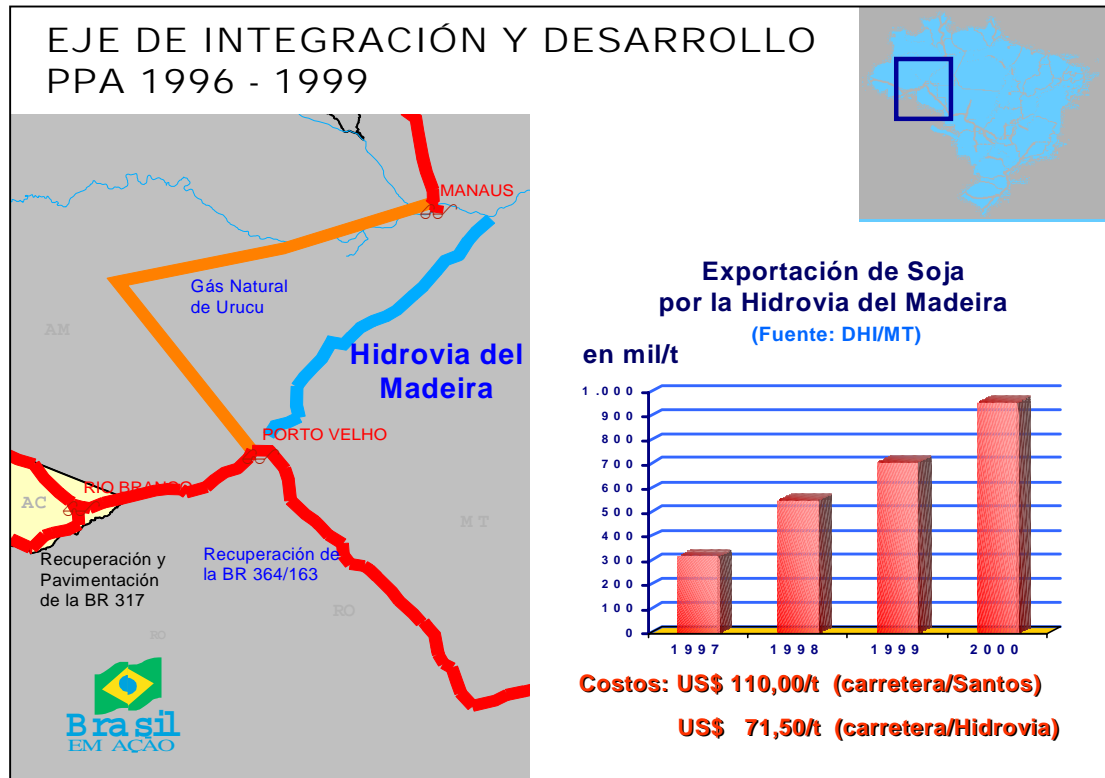 EJE DE INTEGRACIÓN Y DESARROLLO
PPA 1996 - 1999
MANAUS
Gás Natural
de Urucu
AM
Hidrovia del
Madeira
PORTO VELHO
RIO BRANCO
AC
MT
Recuperación y
Pavimentación
de la BR 317
Recuperación de
la BR 364/163
RO
RO
Brasil
EM AÇÃO
Exportación de Soja
por la Hidrovia del Madeira
(Fuente: DHI/MT)
en mil/t
1.000
900
800
700
600
500
400
300
200
100
0
1997 1998 1999 2000
Costos: US$ 110,00/t (carretera/Santos)
US$ 71,50/t (carretera/Hidrovia)